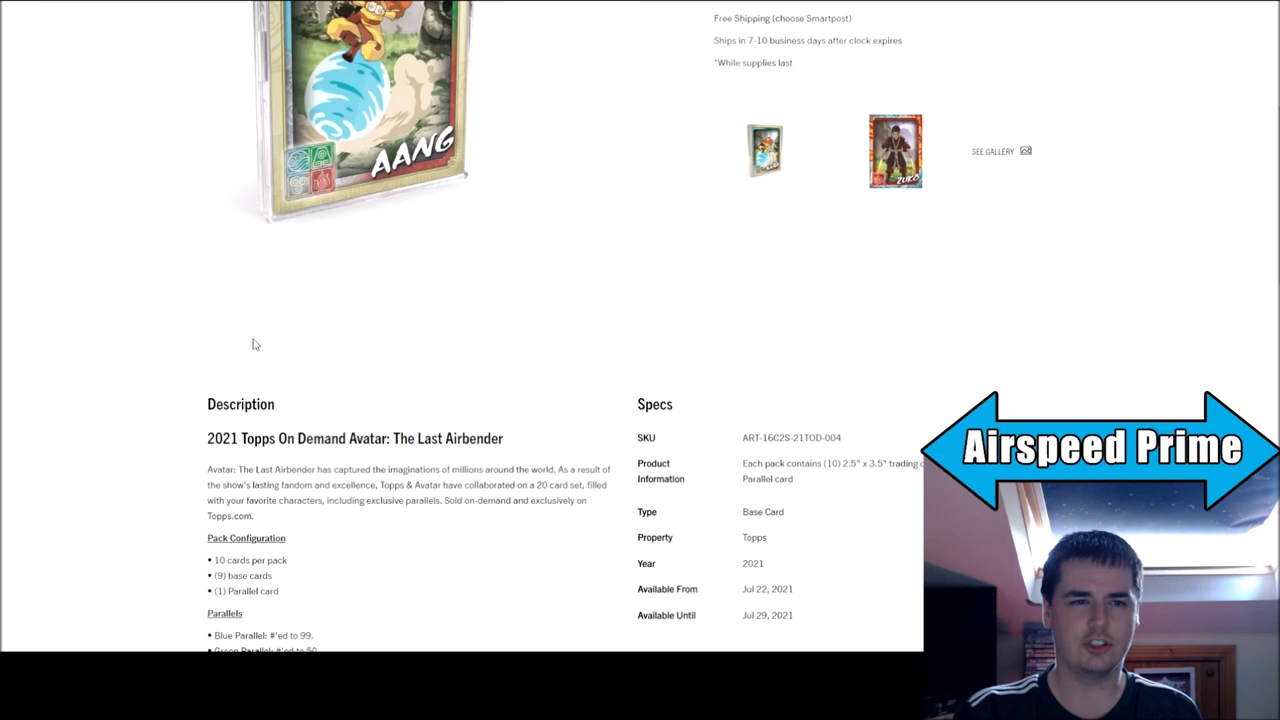 Free Shipping (choose Smartpost)
Ships in 7-10 business days after clock expires
*While supplies last
AANG
ZUKO
SEE GALLERY
Description
2021 Topps On Demand Avatar: The Last Airbender
Avatar: The Last Airbender has captured the imaginations of millions around the world. As a result of
the show's lasting fandom and excellence, Topps & Avatar have collaborated on a 20 card set, filled
with your favorite characters, including exclusive parallels. Sold on-demand and exclusively on
Topps.com.
Pack Configuration
• 10 cards per pack
• (9) base cards
• (1) Parallel card
Parallels
• Blue Parallel: #'ed to 99.
• Green Parallel: #'ed to 50
Specs
SKU ART-16C2S-21TOD-004
Product Each pack contains (10) 2.5" x 3.5" trading
Information Parallel card
Type Base Card
Property Topps
Year 2021
Available From Jul 22, 2021
Available Until Jul 29, 2021
Airspeed Prime